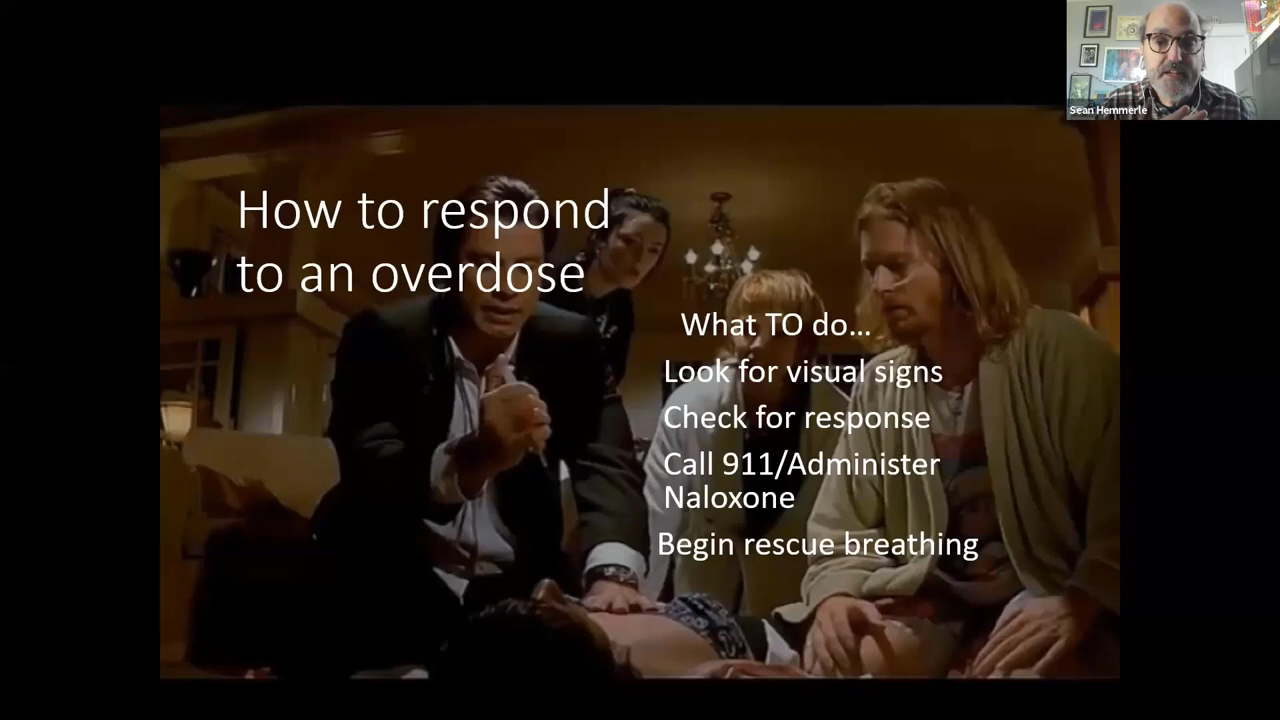 Sean Hemmerle
How to respond
to an overdose
What TO do...
Look for visual signs
Check for response
Call 911/Administer
Naloxone
Begin rescue breathing